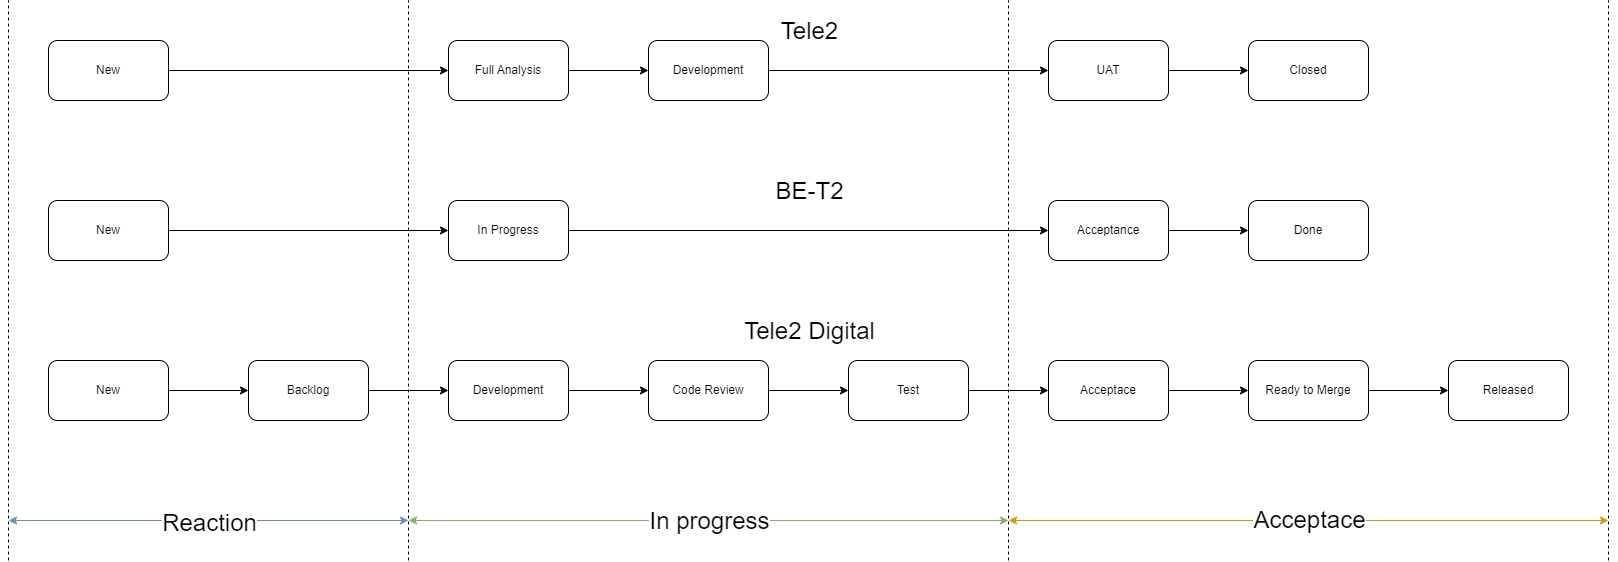 Tele2
New
Full Analysis
Development
UAT
Closed
BE-T2
New
In Progress
Acceptance
Done
Tele2 Digital
New
Backlog
Development
Code Review
Test
Acceptace
Ready to Merge
Released
Reaction
In progress
Acceptace